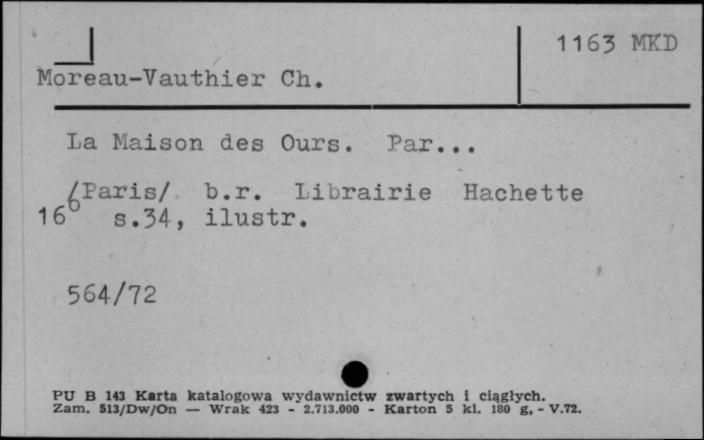 1163 MKD
Moreau-Vauthier Ch.
La Maison des Ours. Par...
/Paris/ b.r. Librairie Hachette
16° s.34, ilustr.
564/72
PU B 143 Karta katalogowa wydawnictw zwartych i ciągłych.
Zam. 513/Dw/On — Wrak 423 - 2.713.000 - Karton 5 kl. 180 g, - V.72.